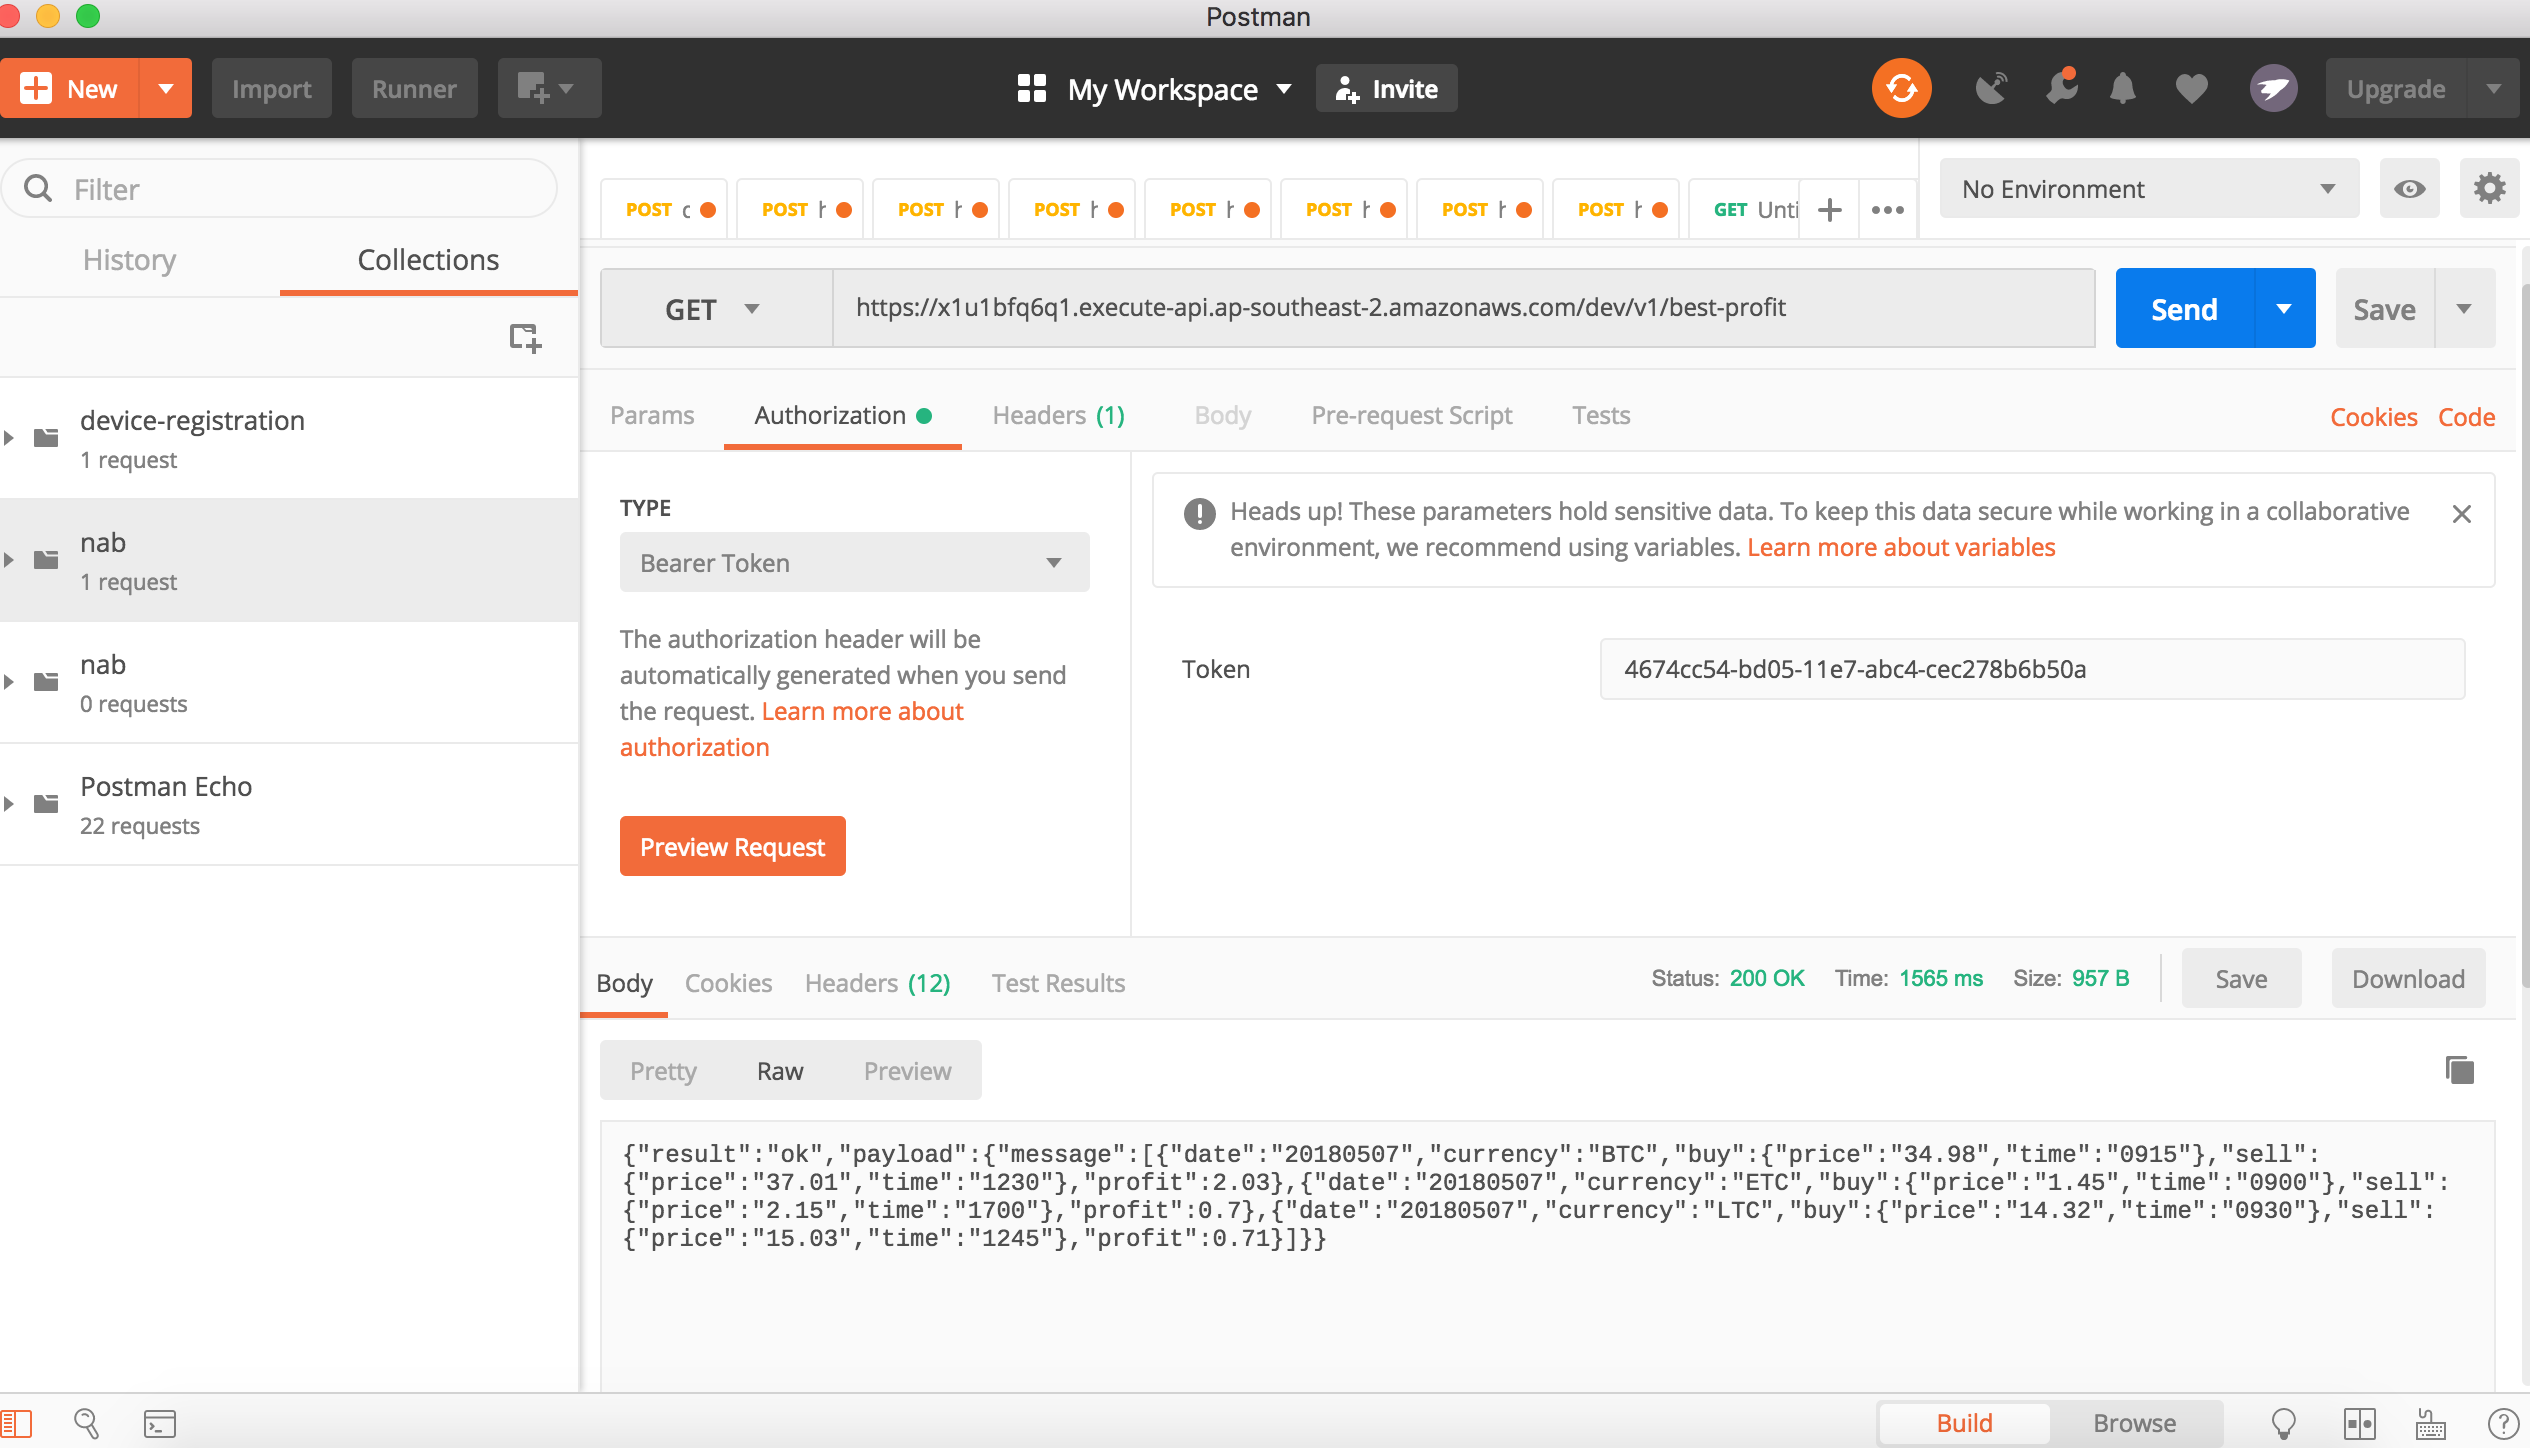 Postman
New
Import
Runner
My Workspace
Invite
Upgrade
Filter
History
Collections
device-registration
1 request
nab
1 request
nab
0 requests
Postman Echo
22 requests
POST
POST
POST
POST
POST
POST
POST
POST
GET Unti
No Environment
GET
https://x1u1bfq6q1.execute-api.ap-southeast-2.amazonaws.com/dev/v1/best-profit
Send
Save
Params
Authorization
Headers (1)
Body
Pre-request Script
Tests
Cookies
Code
TYPE
Bearer Token
The authorization header will be
automatically generated when you send
the request. Learn more about
authorization
Preview Request
Heads up! These parameters hold sensitive data. To keep this data secure while working in a collaborative
environment, we recommend using variables. Learn more about variables
Token
4674cc54-bd05-11e7-abc4-cec278b6b50a
Body
Cookies
Headers (12)
Test Results
Status: 200 OK
Time: 1565 ms
Size: 957 B
Save
Download
Pretty
Raw
Preview
{"result":"ok","payload":{"message":[{"date":"20180507","currency":"BTC","buy":{"price":"34.98","time":"0915"},"sell":
{"price":"37.01","time":"1230"},"profit":2.03},{"date":"20180507","currency":"ETC","buy":{"price":"1.45","time":"0900"},"sell":
{"price":"2.15","time":"1700"},"profit":0.7},{"date":"20180507","currency":"LTC","buy":{"price":"14.32","time":"0930"},"sell":
{"price":"15.03","time":"1245"},"profit":0.71}]}}
Build
Browse